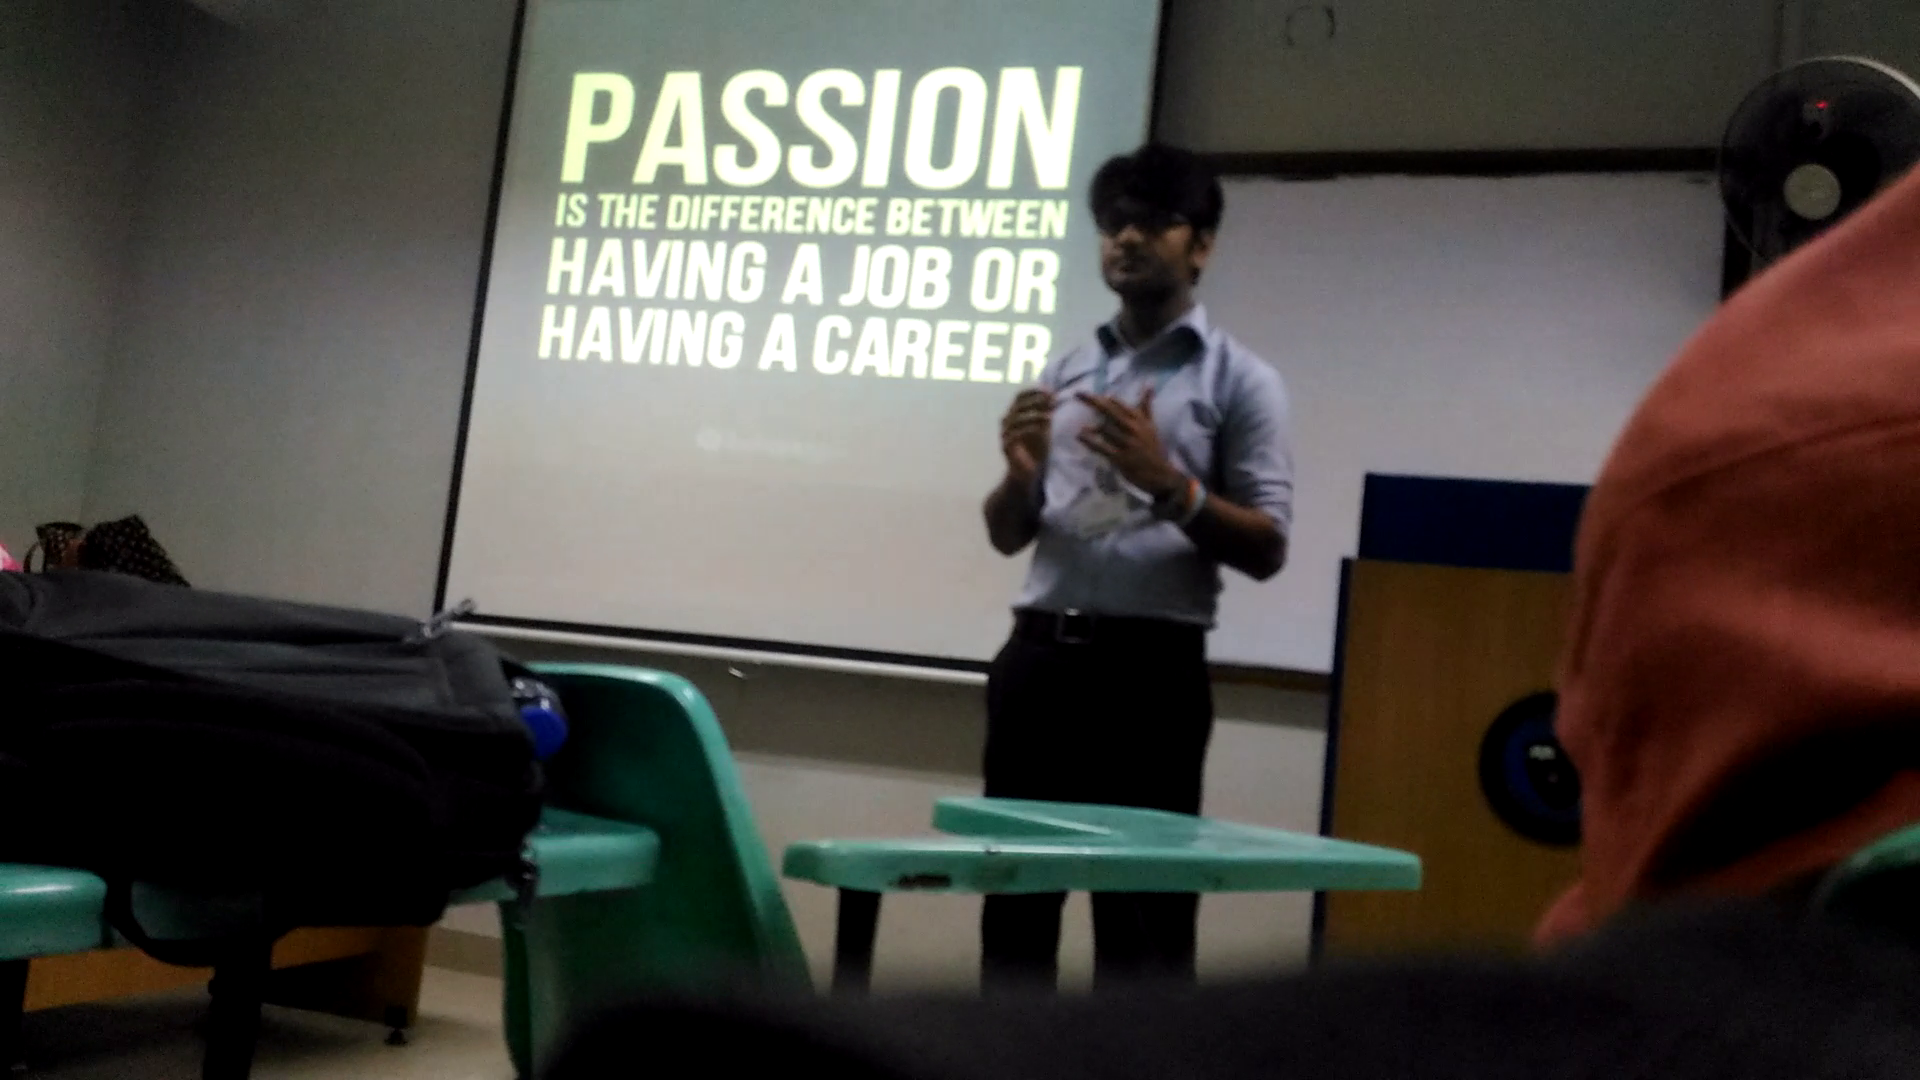 PASSION
IS THE DIFFERENCE BETWEEN
HAVING A JOB OR
HAVING A CAREER